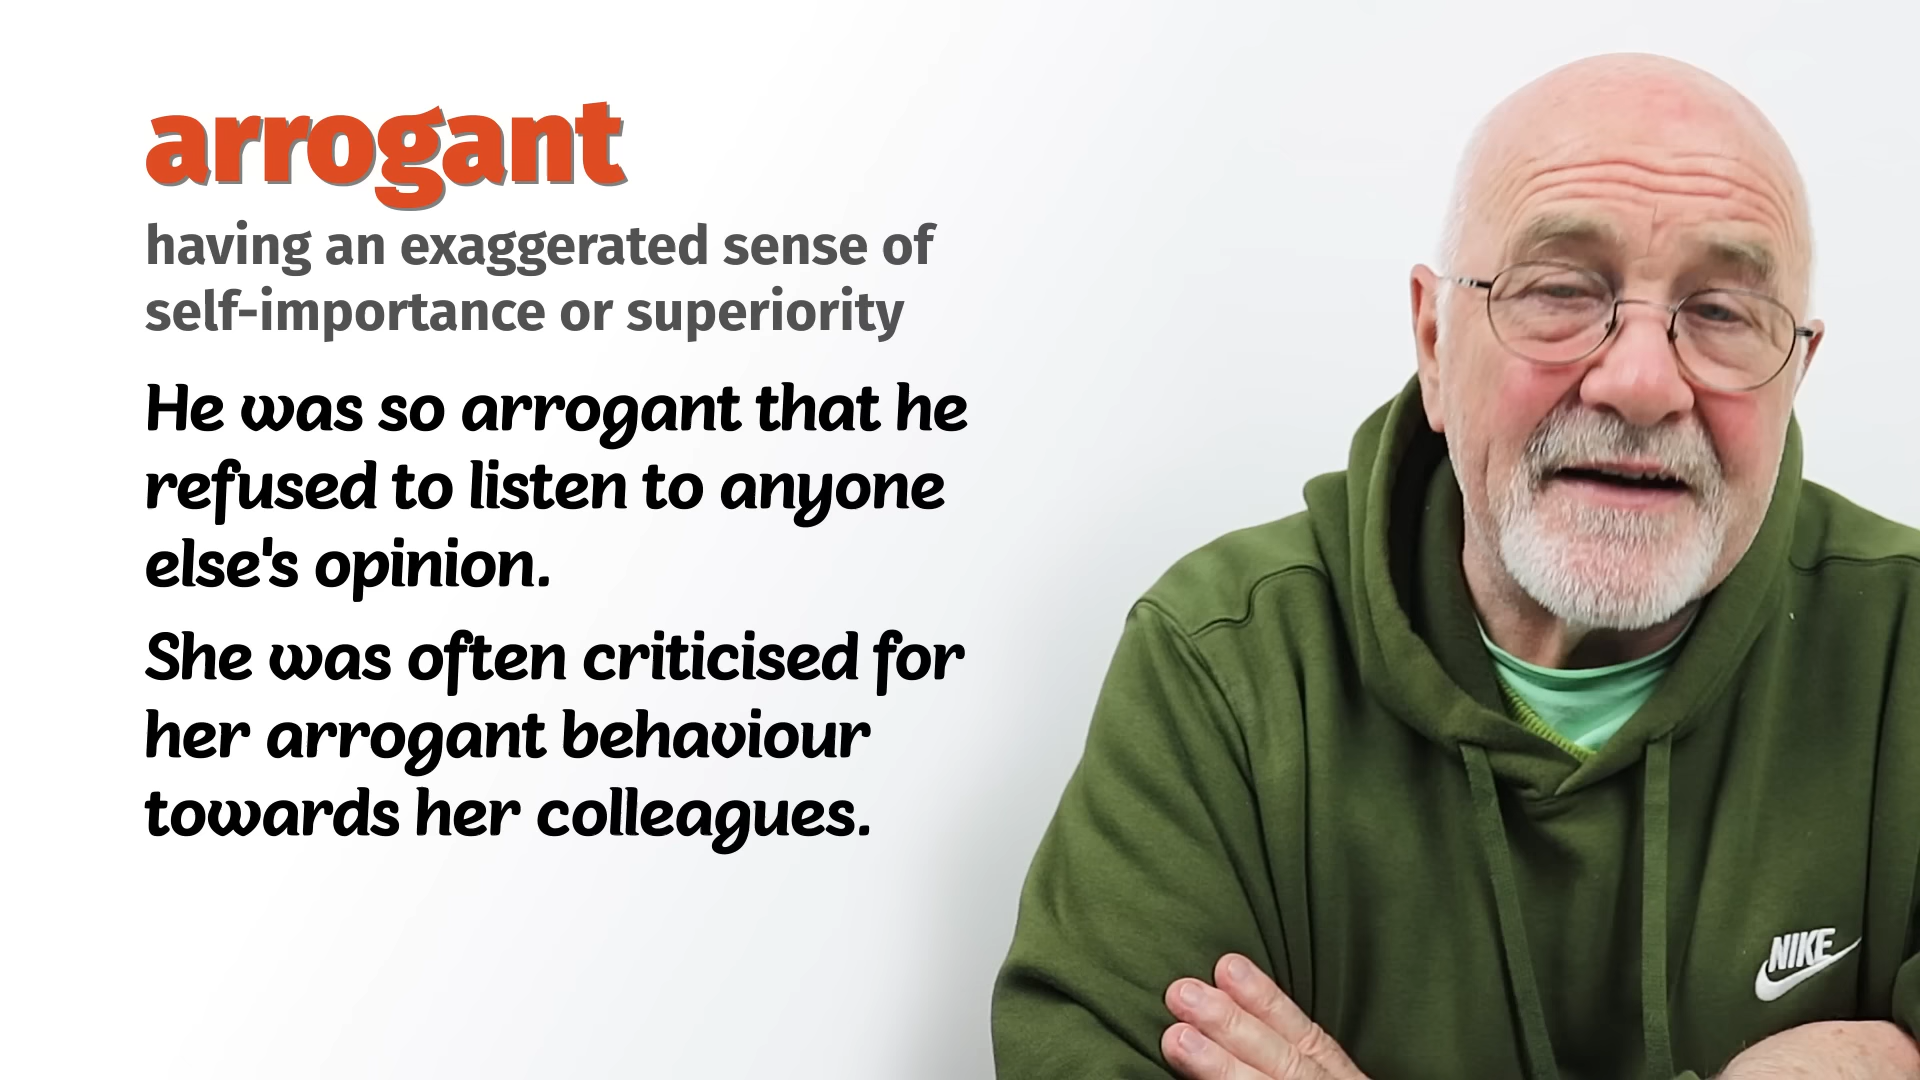 arrogant
having an exaggerated sense of
self-importance or superiority
He was so arrogant that he
refused to listen to anyone
else's opinion.
She was often criticised for
her arrogant behaviour
towards her colleagues.
NIKE